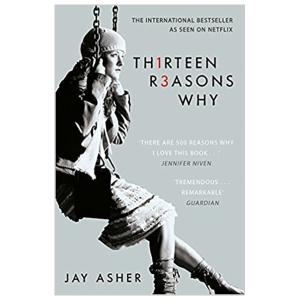 THE INTERNATIONAL BESTSELLER
AS SEEN ON NETFLIX
TH1RTEEN
R3ASONS
WHY
'THERE ARE 500 REASONS WHY
I LOVE THIS BOOK . . .'
JENNIFER NIVEN
'TREMENDOUS . . .
REMARKABLE'
GUARDIAN
JAY ASHER